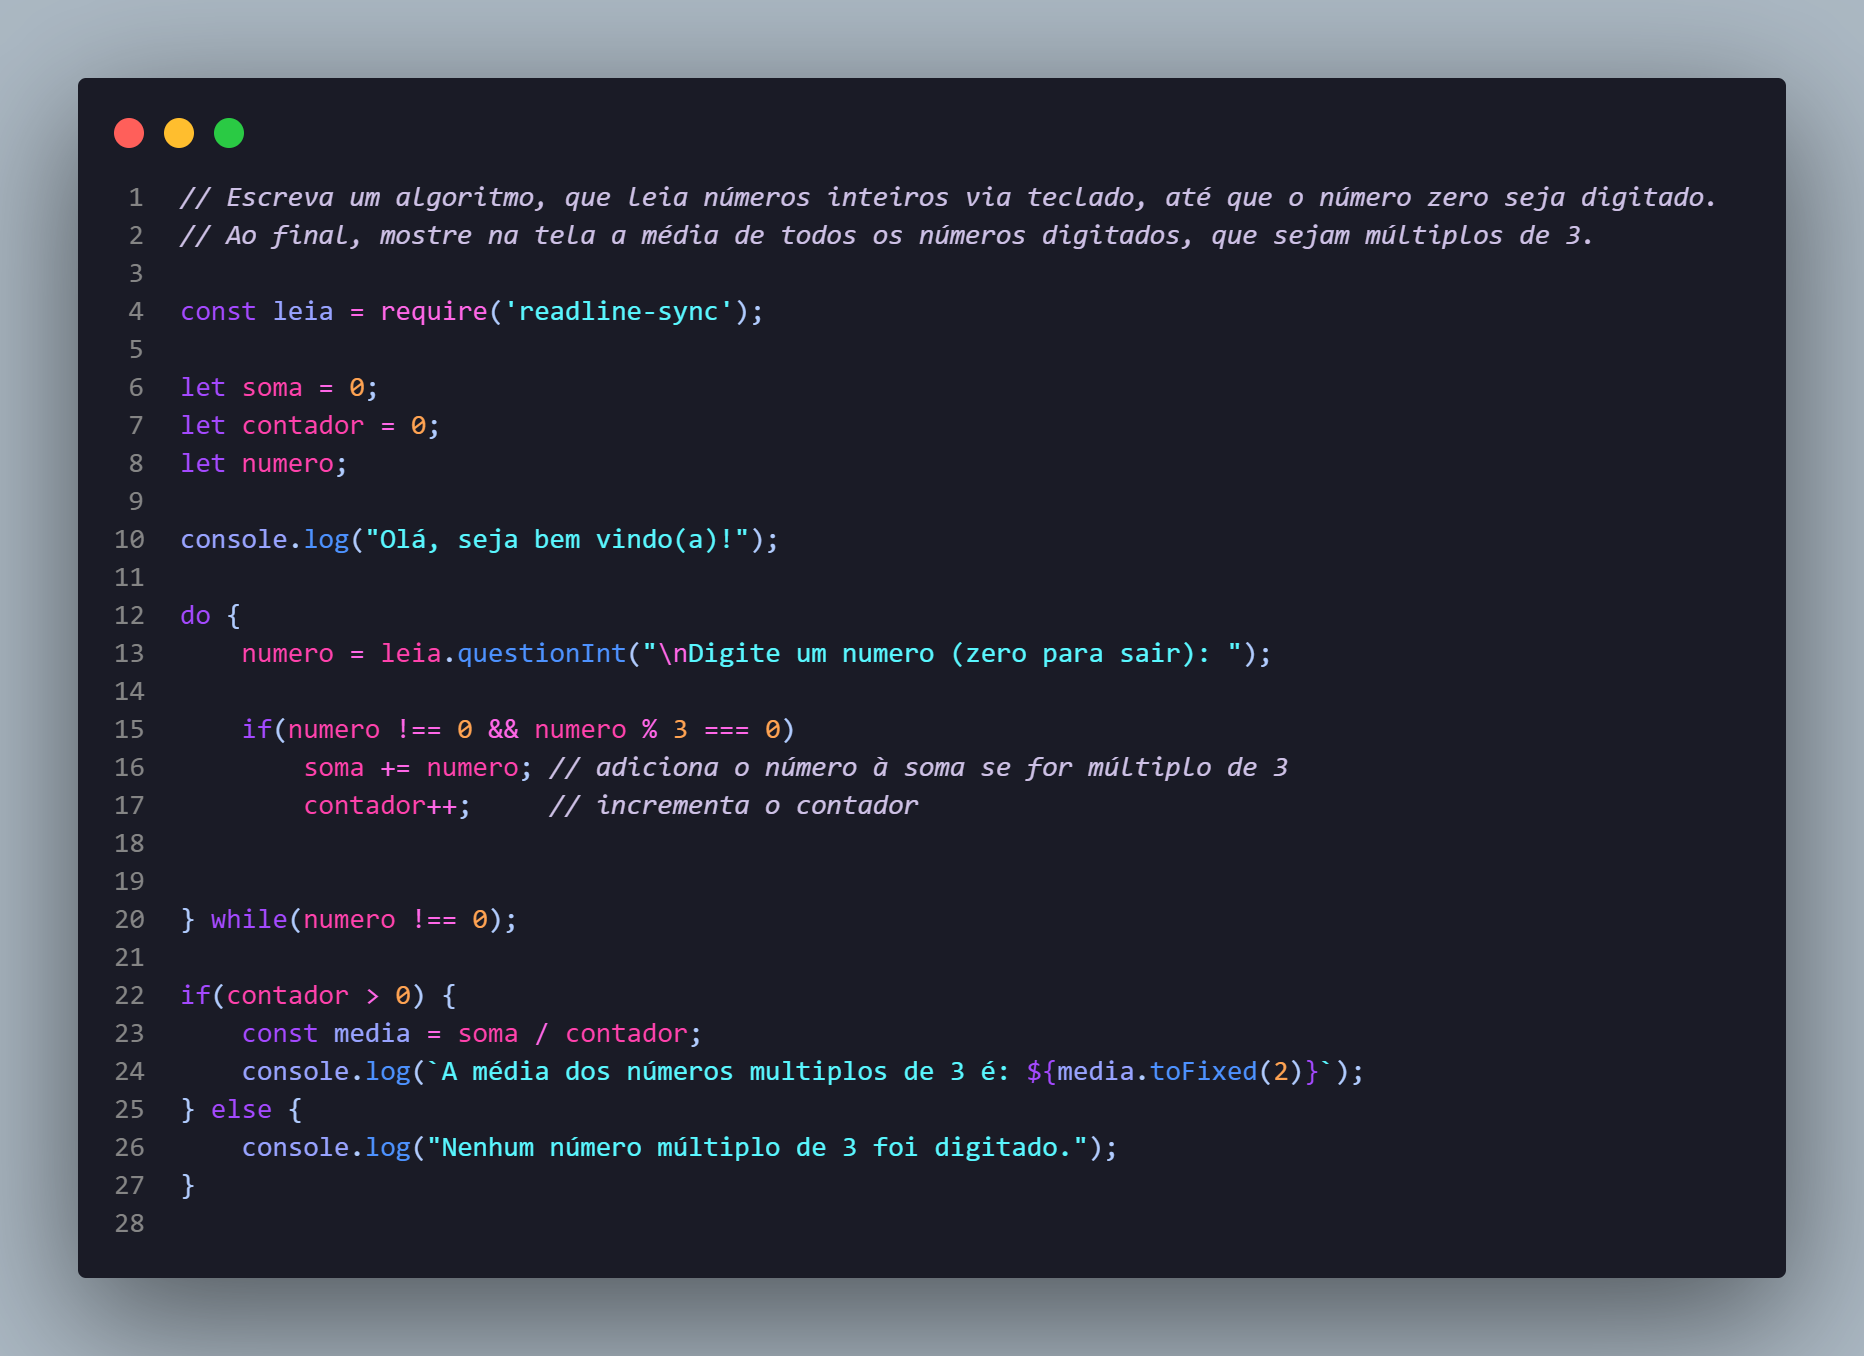 1 // Escreva um algoritmo, que leia números inteiros via teclado, até que o número zero seja digitado.
2 // Ao final, mostre na tela a média de todos os números digitados, que sejam múltiplos de 3.
3
4 const leia = require('readline-sync');
5
6 let soma = 0;
7 let contador = 0;
8 let numero;
9
10 console.log("Olá, seja bem vindo(a)!");
11
12 do {
13     numero = leia.questionInt("\nDigite um numero (zero para sair): ");
14
15     if(numero !== 0 && numero % 3 === 0)
16         soma += numero; // adiciona o número à soma se for múltiplo de 3
17         contador++;     // incrementa o contador
18
19
20 } while(numero !== 0);
21
22 if(contador > 0) {
23     const media = soma / contador;
24     console.log(`A média dos números multiplos de 3 é: ${media.toFixed(2)}`);
25 } else {
26     console.log("Nenhum número múltiplo de 3 foi digitado.");
27 }
28